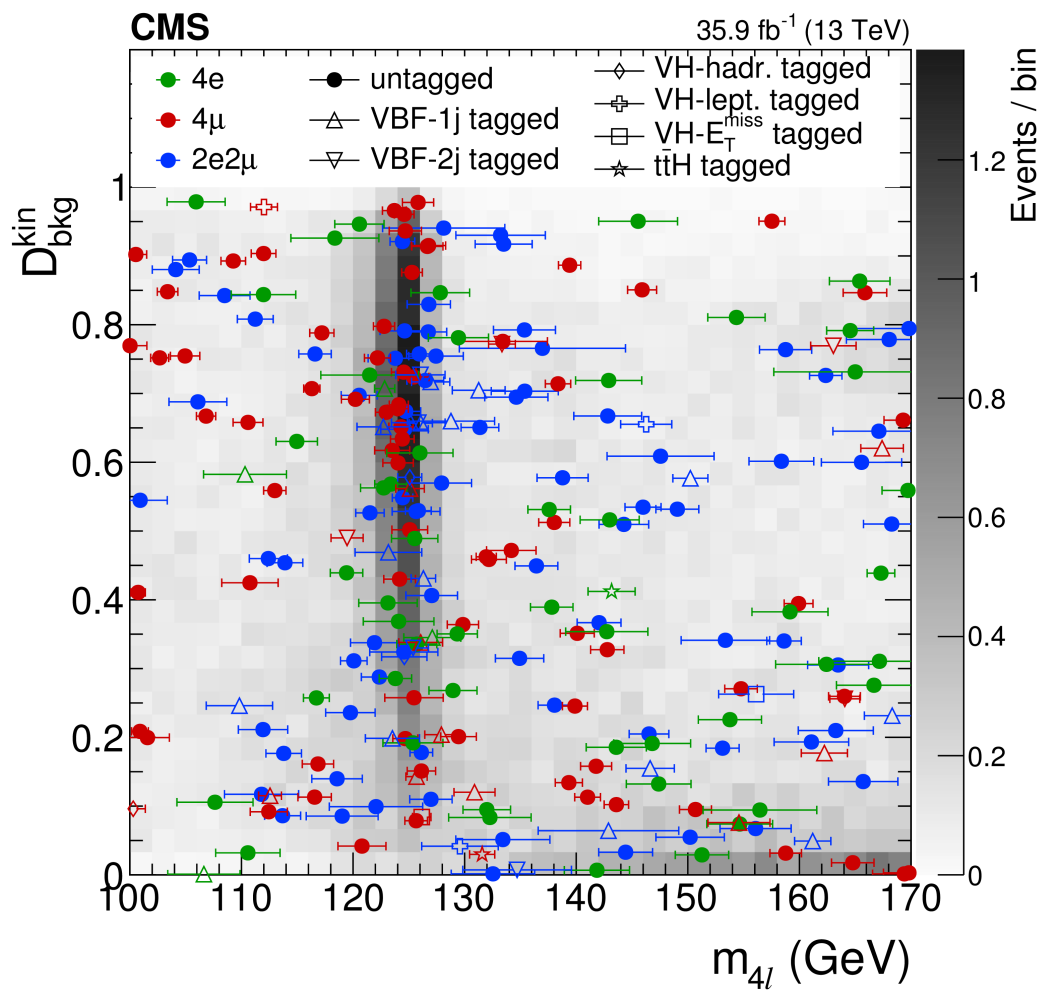 CMS 35.9 fb⁻¹ (13 TeV)
4e
4μ
2e2μ
untagged
VBF-1j tagged
VBF-2j tagged
VH-hadr. tagged
VH-lept. tagged
VH-E_T^miss tagged
tt̄H tagged
D_bkg^kin
1
0.8
0.6
0.4
0.2
0
100 110 120 130 140 150 160 170
m_4l (GeV)
Events / bin
1.2
1
0.8
0.6
0.4
0.2
0